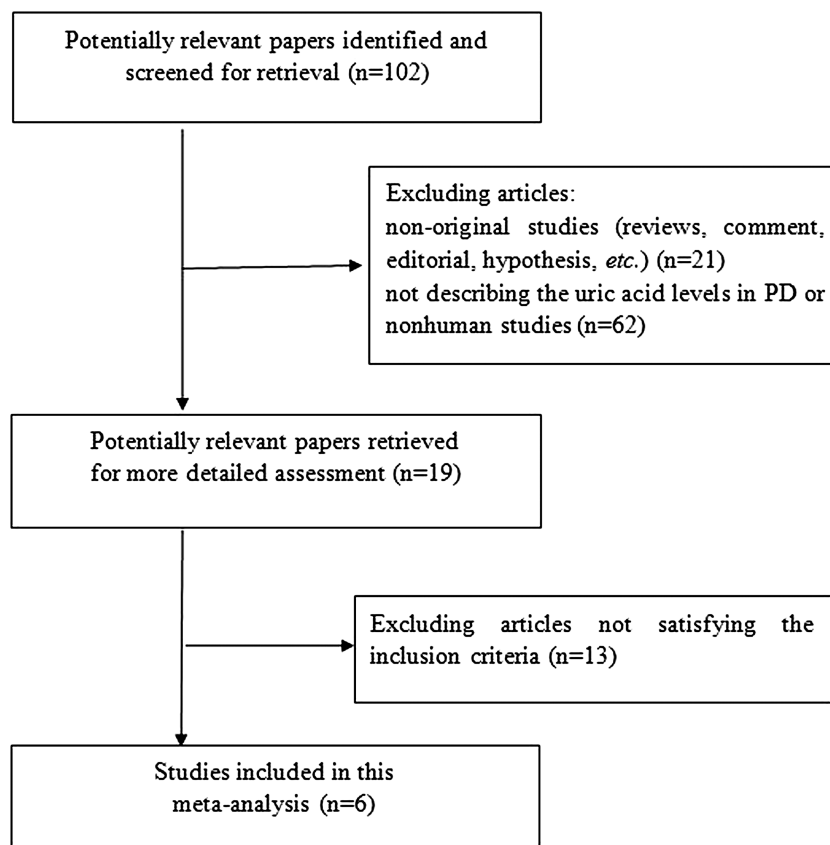 Potentially relevant papers identified and
screened for retrieval (n=102)
Excluding articles:
non-original studies (reviews, comment,
editorial, hypothesis, etc.) (n=21)
not describing the uric acid levels in PD or
nonhuman studies (n=62)
Potentially relevant papers retrieved
for more detailed assessment (n=19)
Excluding articles not satisfying the
inclusion criteria (n=13)
Studies included in this
meta-analysis (n=6)